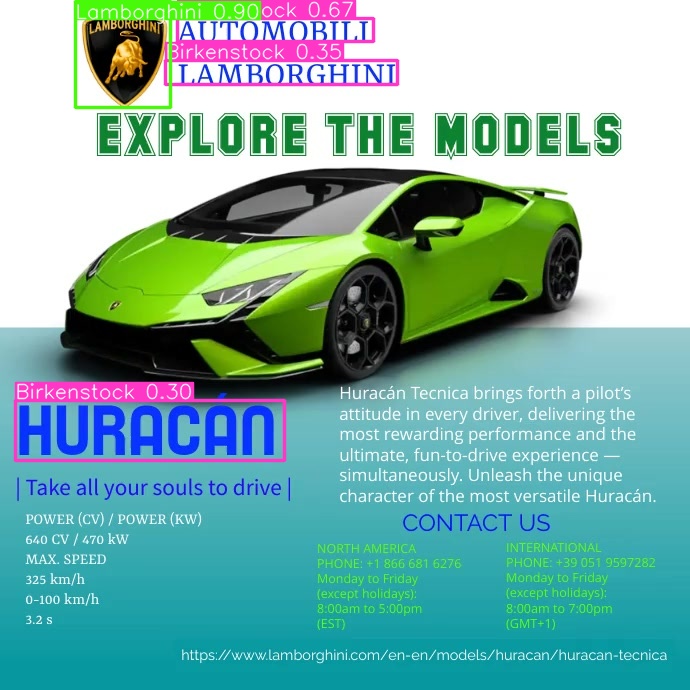 Lamborghini 0.90
ock 0.67
LAMBORGHINI
AUTOMOBILI
Birkenstock 0.35
LAMBORGHINI
EXPLORE THE MODELS
Birkenstock 0.30
HURACÁN
| Take all your souls to drive |
POWER (CV) / POWER (KW)
640 CV / 470 kW
MAX. SPEED
325 km/h
0-100 km/h
3.2 s
Huracán Tecnica brings forth a pilot's
attitude in every driver, delivering the
most rewarding performance and the
ultimate, fun-to-drive experience —
simultaneously. Unleash the unique
character of the most versatile Huracán.
CONTACT US
NORTH AMERICA
PHONE: +1 866 681 6276
Monday to Friday
(except holidays):
8:00am to 5:00pm
(EST)
INTERNATIONAL
PHONE: +39 051 9597282
Monday to Friday
(except holidays):
8:00am to 7:00pm
(GMT+1)
https://www.lamborghini.com/en-en/models/huracan/huracan-tecnica